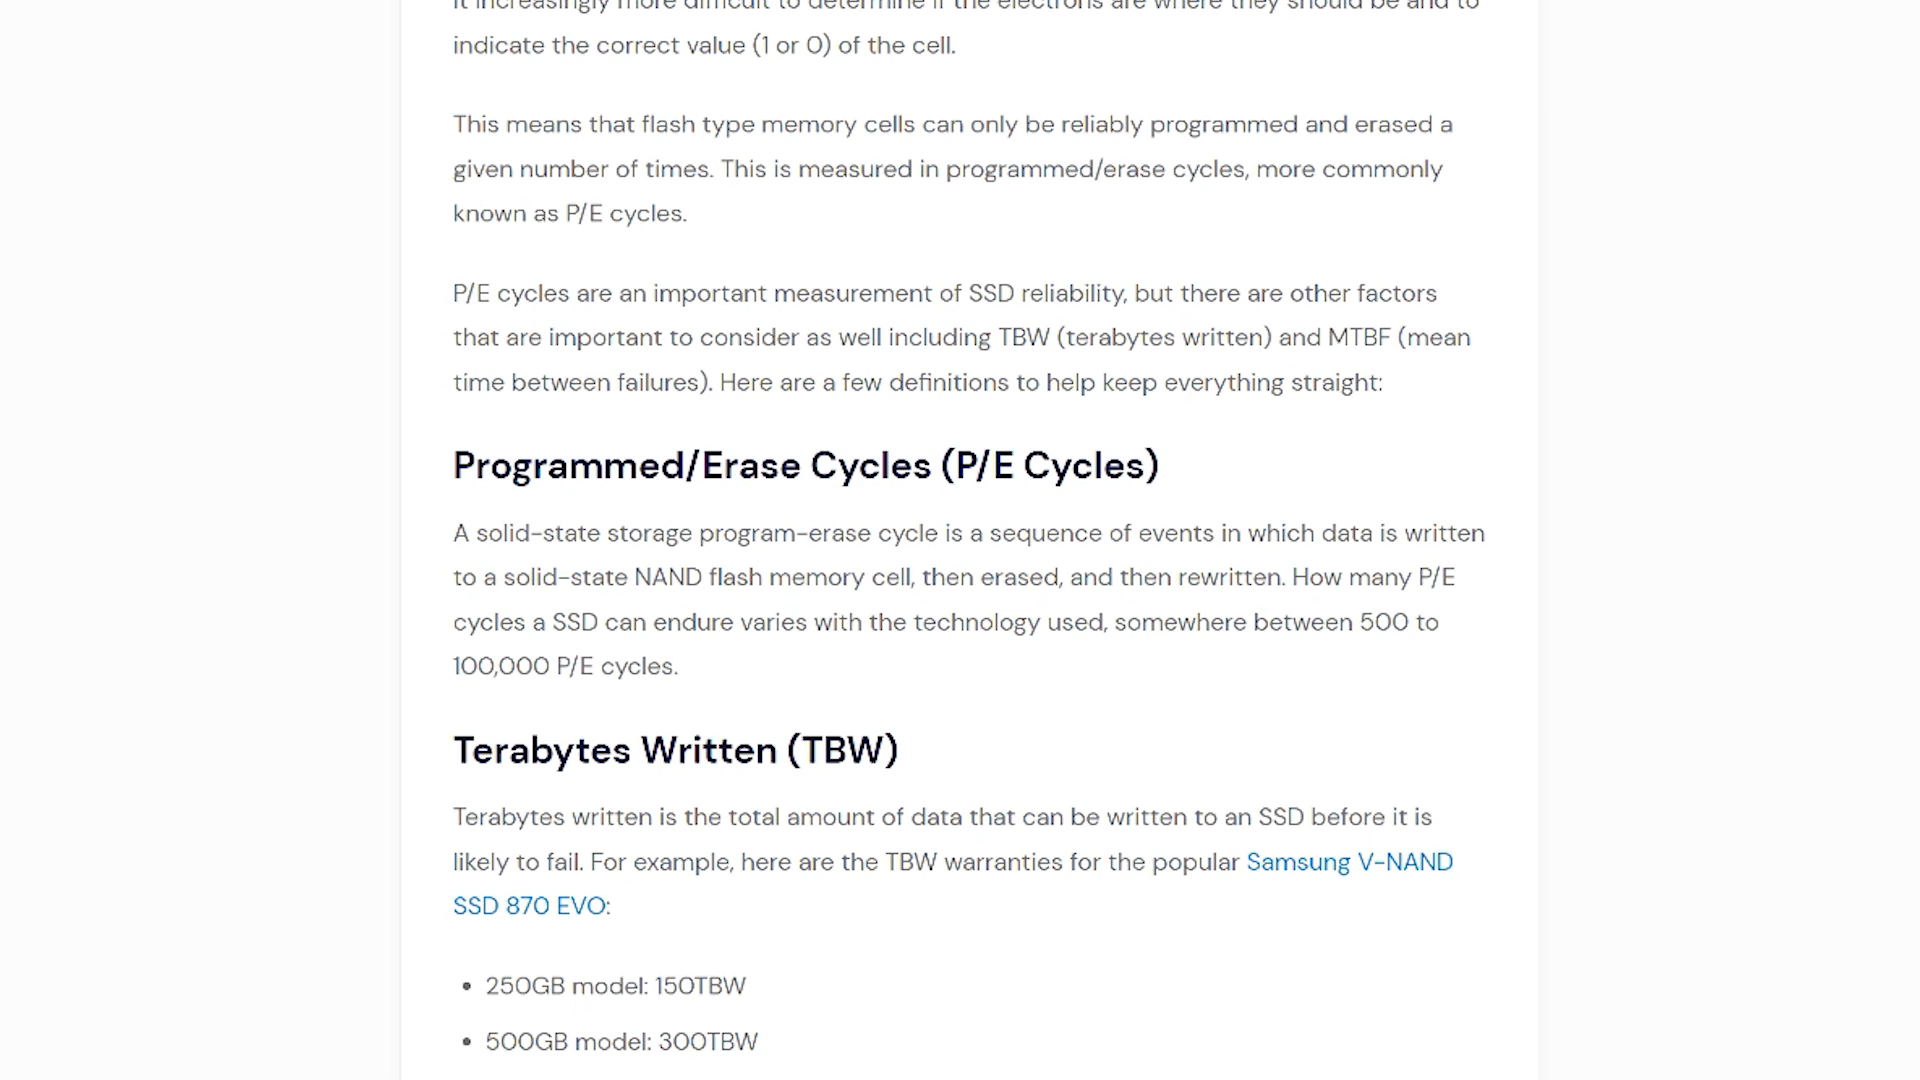 it increasingly more difficult to determine if the electrons are where they should be and to
indicate the correct value (1 or 0) of the cell.
This means that flash type memory cells can only be reliably programmed and erased a
given number of times. This is measured in programmed/erase cycles, more commonly
known as P/E cycles.
P/E cycles are an important measurement of SSD reliability, but there are other factors
that are important to consider as well including TBW (terabytes written) and MTBF (mean
time between failures). Here are a few definitions to help keep everything straight:
Programmed/Erase Cycles (P/E Cycles)
A solid-state storage program-erase cycle is a sequence of events in which data is written
to a solid-state NAND flash memory cell, then erased, and then rewritten. How many P/E
cycles a SSD can endure varies with the technology used, somewhere between 500 to
100,000 P/E cycles.
Terabytes Written (TBW)
Terabytes written is the total amount of data that can be written to an SSD before it is
likely to fail. For example, here are the TBW warranties for the popular Samsung V-NAND
SSD 870 EVO:
• 250GB model: 150TBW
• 500GB model: 300TBW